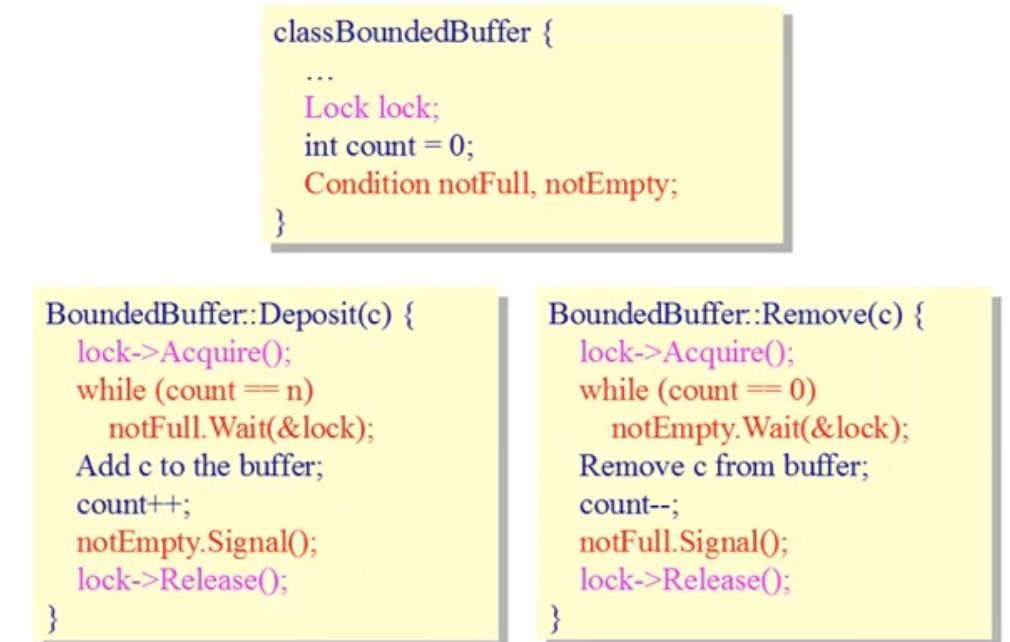 classBoundedBuffer {
…
Lock lock;
int count = 0;
Condition notFull, notEmpty;
}
BoundedBuffer::Deposit(c) {
lock->Acquire();
while (count == n)
notFull.Wait(&lock);
Add c to the buffer;
count++;
notEmpty.Signal();
lock->Release();
}
BoundedBuffer::Remove(c) {
lock->Acquire();
while (count == 0)
notEmpty.Wait(&lock);
Remove c from buffer;
count--;
notFull.Signal();
lock->Release();
}